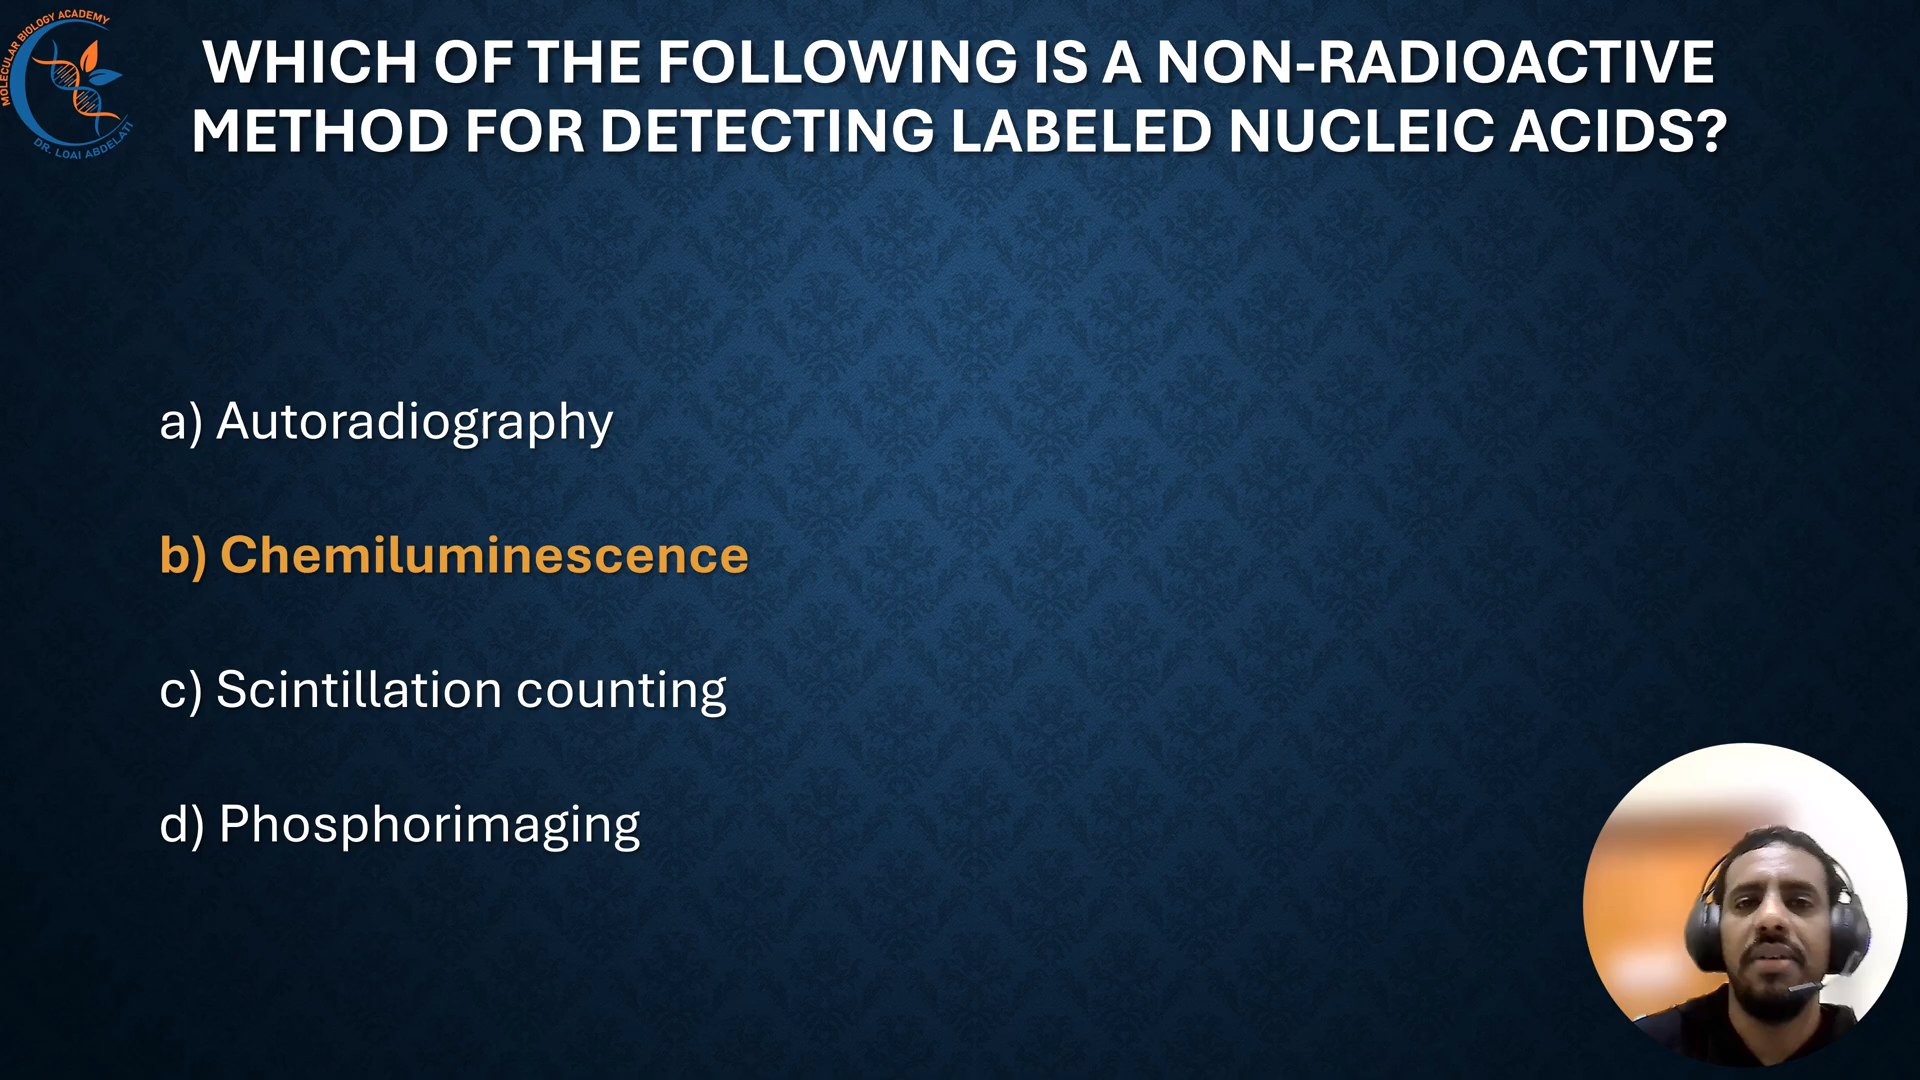 MOLECULAR BIOLOGY ACADEMY
DR. LOAI ABDELATI
WHICH OF THE FOLLOWING IS A NON-RADIOACTIVE
METHOD FOR DETECTING LABELED NUCLEIC ACIDS?
a) Autoradiography
b) Chemiluminescence
c) Scintillation counting
d) Phosphorimaging